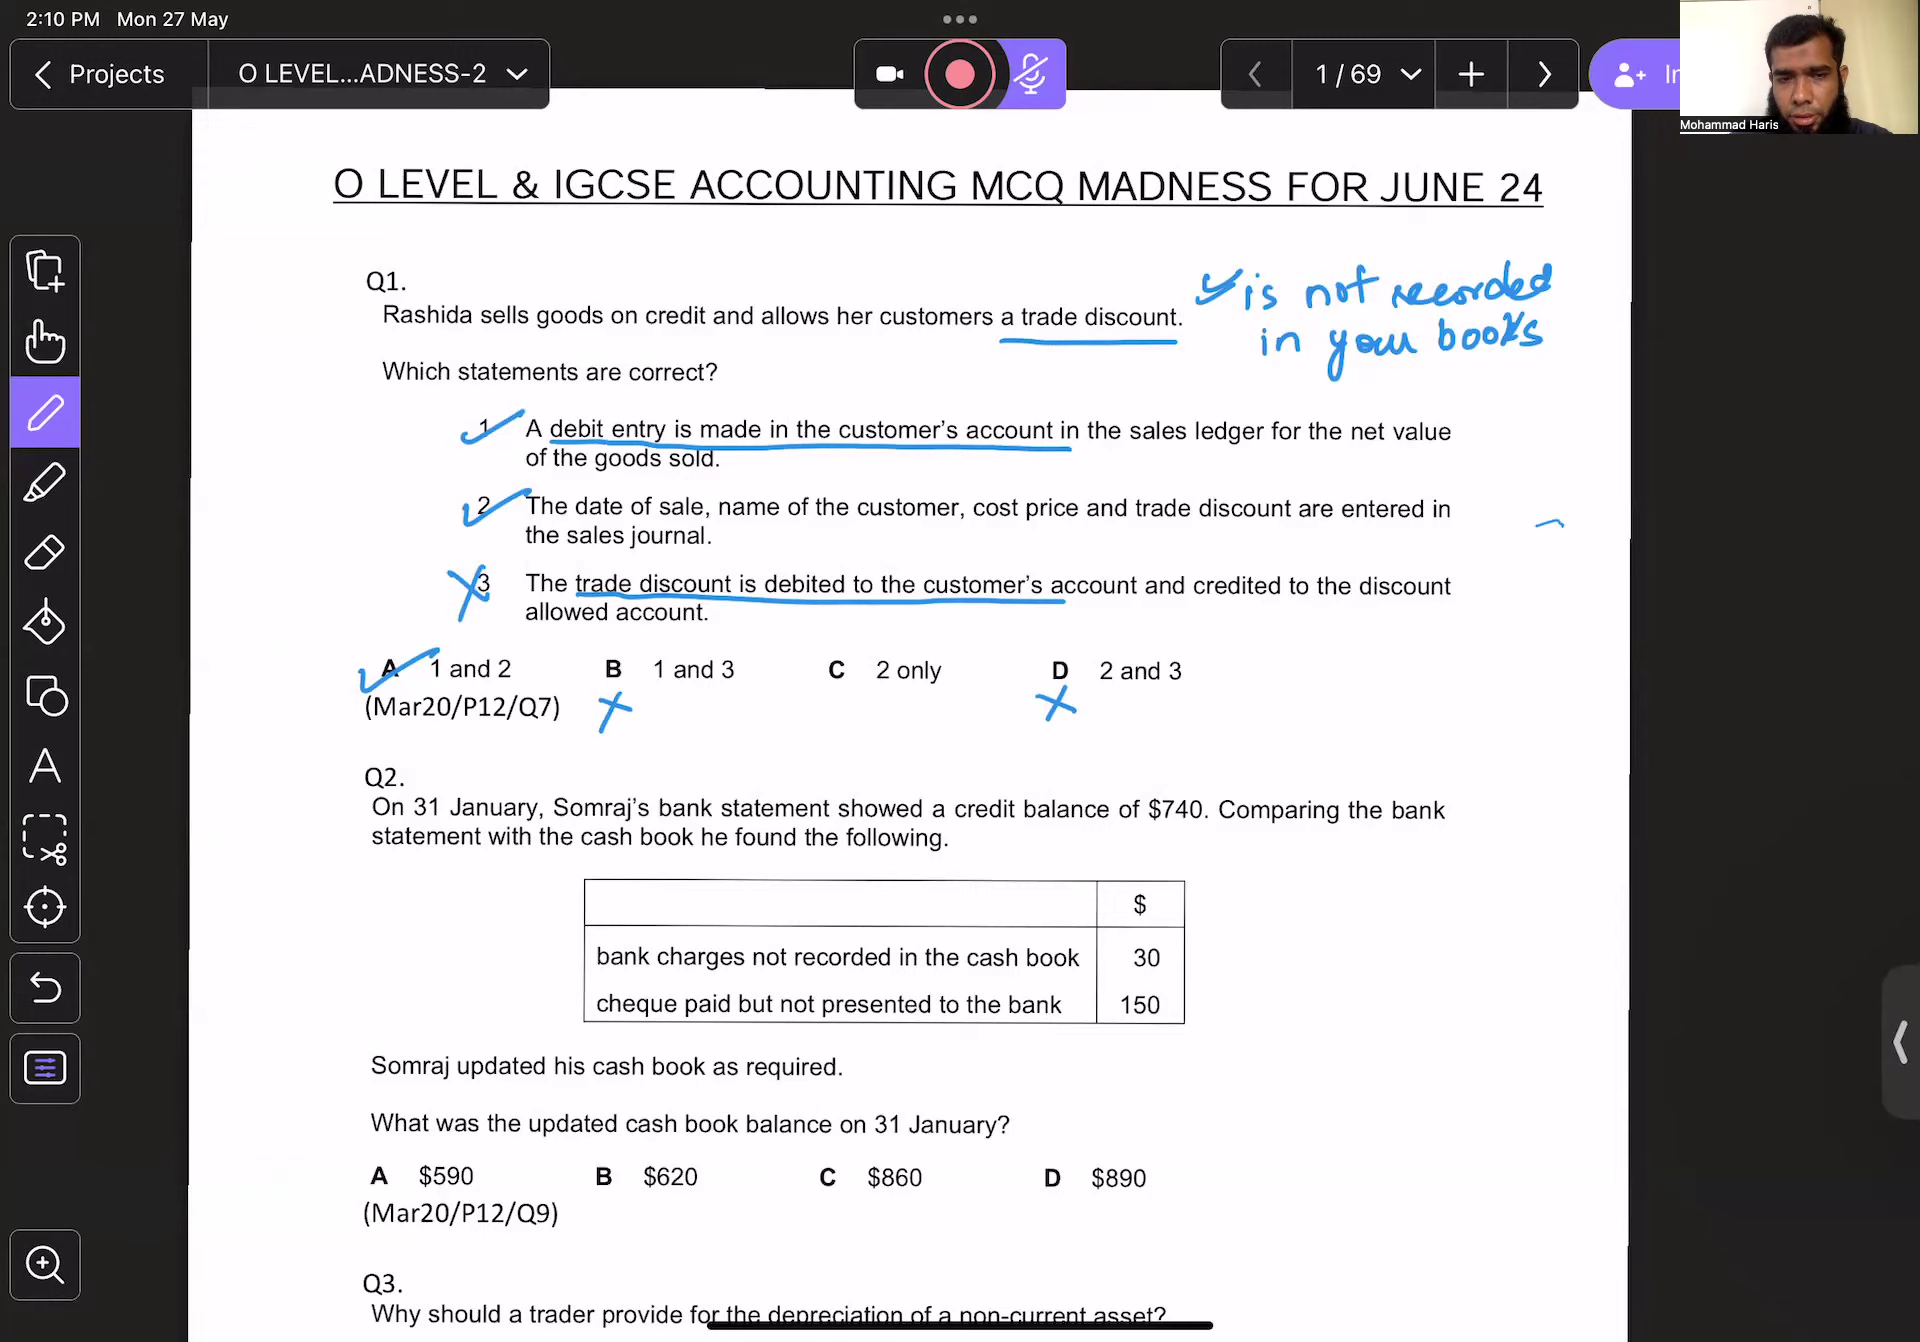 2:10 PM Mon 27 May
Projects
O LEVEL...ADNESS-2
1 / 69
Mohammad Haris
O LEVEL & IGCSE ACCOUNTING MCQ MADNESS FOR JUNE 24
Q1.
Rashida sells goods on credit and allows her customers a trade discount.
is not recorded
in your books
Which statements are correct?
1 A debit entry is made in the customer's account in the sales ledger for the net value
of the goods sold.
2 The date of sale, name of the customer, cost price and trade discount are entered in
the sales journal.
3 The trade discount is debited to the customer's account and credited to the discount
allowed account.
A 1 and 2 B 1 and 3 C 2 only D 2 and 3
(Mar20/P12/Q7)
Q2.
On 31 January, Somraj's bank statement showed a credit balance of $740. Comparing the bank
statement with the cash book he found the following.
$
bank charges not recorded in the cash book 30
cheque paid but not presented to the bank 150
Somraj updated his cash book as required.
What was the updated cash book balance on 31 January?
A $590 B $620 C $860 D $890
(Mar20/P12/Q9)
Q3.
Why should a trader provide for the depreciation of a non-current asset?